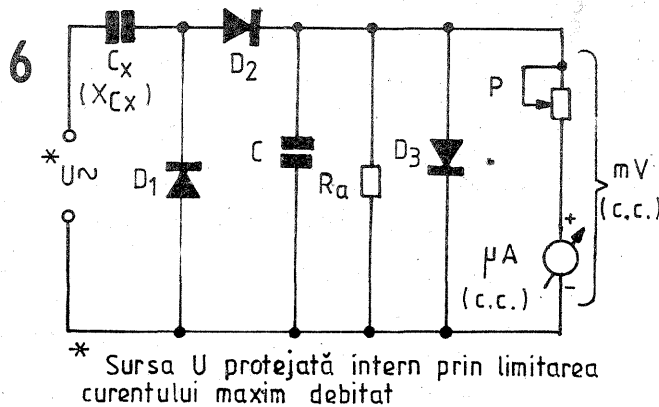 6
Cx
(XCx)
D2
*U~
D1
C
Ra
D3
P
mV
(c.c.)
+
μA
(c.c.)
-
* Sursa U protejată intern prin limitarea
curentului maxim debitat